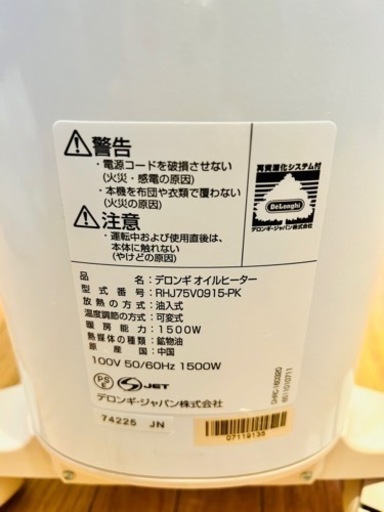 警告
・電源コードを破損させない
(火災・感電の原因)
・本機を布団や衣類で覆わない
(火災の原因)
注意
・運転中および使用直後は、
本体に触れない
(やけどの原因)
再資源化システム付
DeLonghi
デロンギ・ジャパン株式会社
品名:デロンギ オイルヒーター
型式番号:RHJ75V0915-PK
放熱の方式:油入式
温度調節の方式:可変式
暖房能力:1500W
熱媒体の種類:鉱物油
原産国:中国
100V 50/60Hz 1500W
PS
E
JET
デロンギ・ジャパン株式会社
74225 JN
07119135